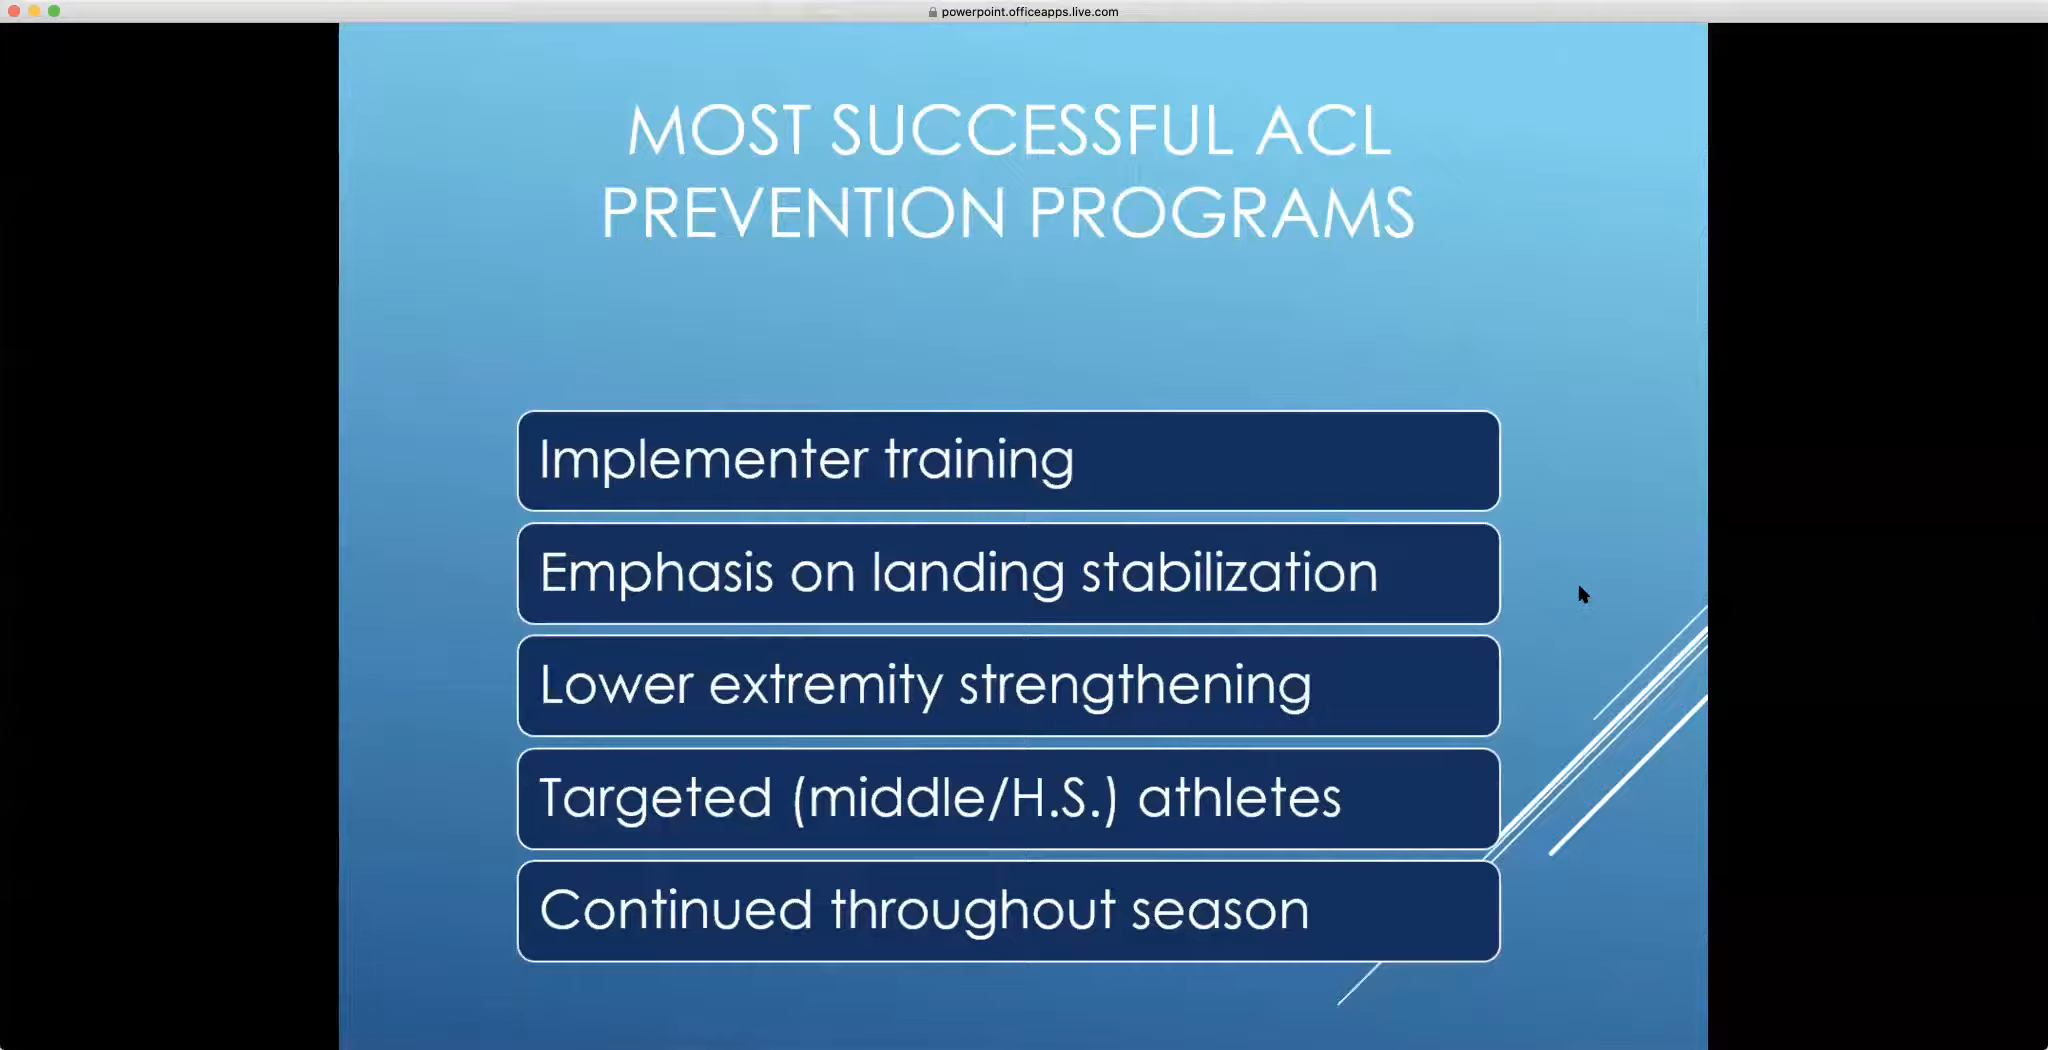 powerpoint.officeapps.live.com
MOST SUCCESSFUL ACL
PREVENTION PROGRAMS
Implementer training
Emphasis on landing stabilization
Lower extremity strengthening
Targeted (middle/H.S.) athletes
Continued throughout season